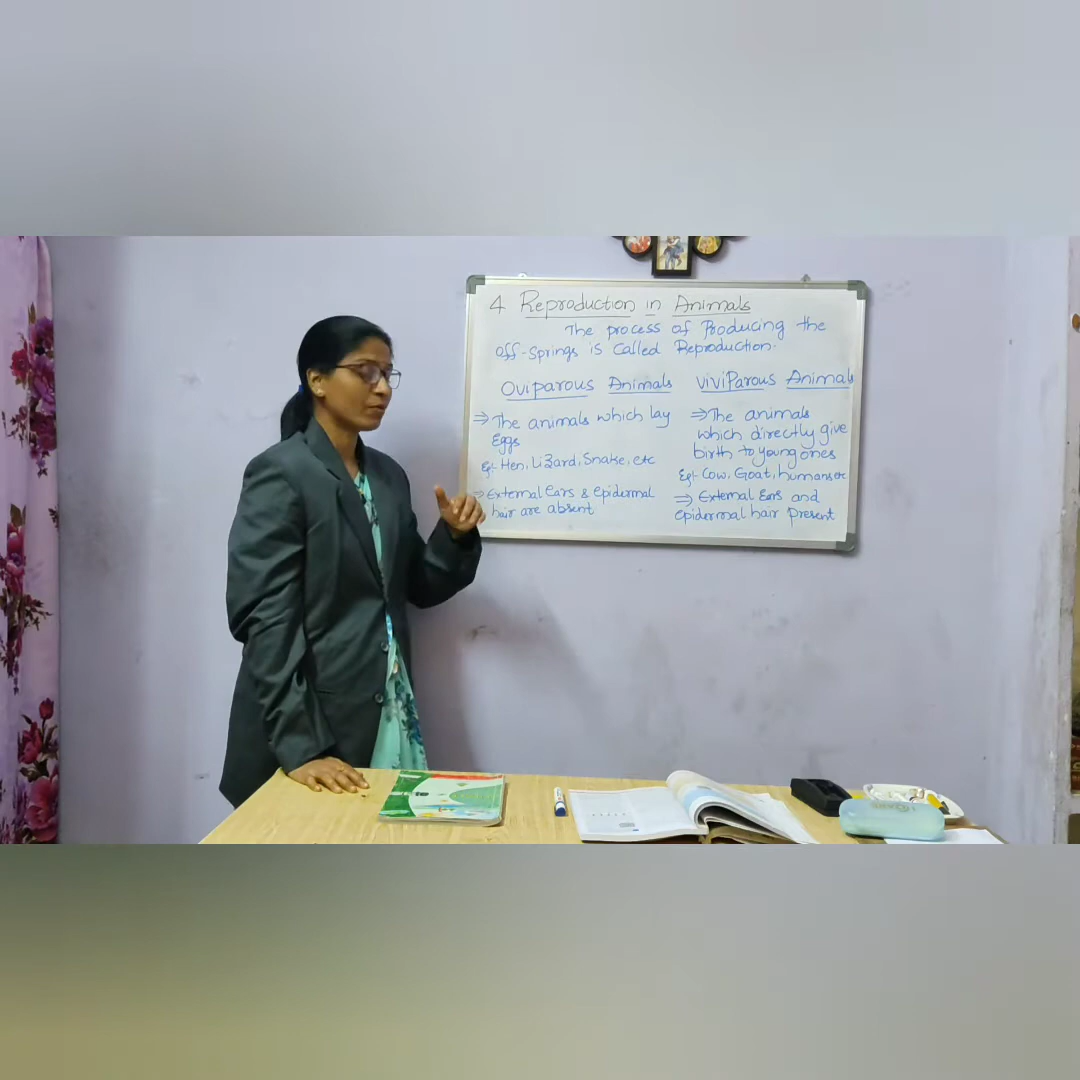 4 Reproduction in Animals
The process of Producing the
off-springs is called Reproduction.
Oviparous Animals
⇒ The animals which lay
Eggs
Eg:- Hen, Lizard, Snake, etc
⇒ External Ears & epidermal
hair are absent
viviParous Animals
⇒ The animals
which directly give
birth to young ones
Eg:- Cow, Goat, humans etc
⇒ External Ears and
epidermal hair present